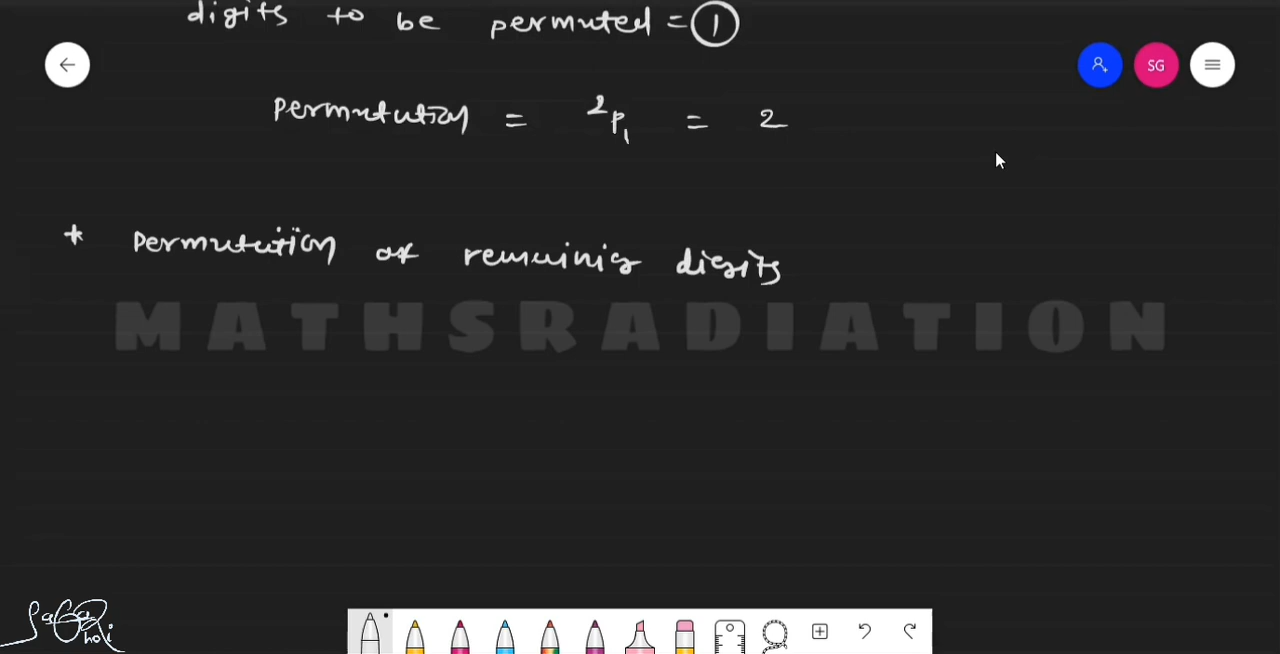 digits to be permuted = 1
SG
Permutation = ²P₁ = 2
* Permutation of remaining digits
MATHSRADIATION